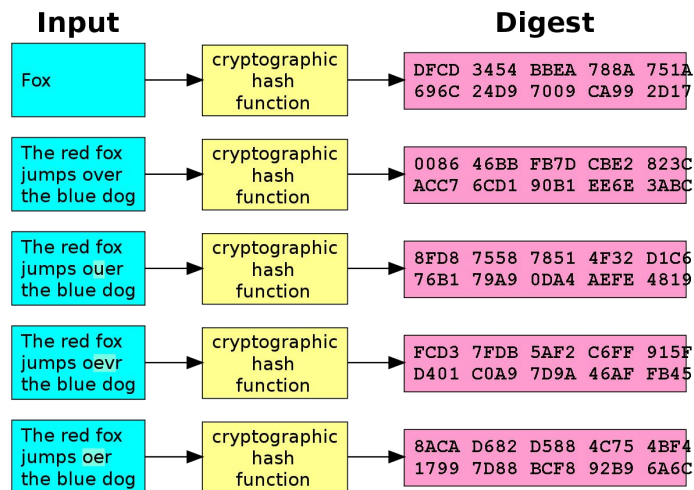 Input
Digest
Fox
cryptographic
hash
function
DFCD 3454 BBEA 788A 751A
696C 24D9 7009 CA99 2D17
The red fox
jumps over
the blue dog
cryptographic
hash
function
0086 46BB FB7D CBE2 823C
ACC7 6CD1 90B1 EE6E 3ABC
The red fox
jumps ouer
the blue dog
cryptographic
hash
function
8FD8 7558 7851 4F32 D1C6
76B1 79A9 0DA4 AEFE 4819
The red fox
jumps oevr
the blue dog
cryptographic
hash
function
FCD3 7FDB 5AF2 C6FF 915F
D401 C0A9 7D9A 46AF FB45
The red fox
jumps oer
the blue dog
cryptographic
hash
function
8ACA D682 D588 4C75 4BF4
1799 7D88 BCF8 92B9 6A6C